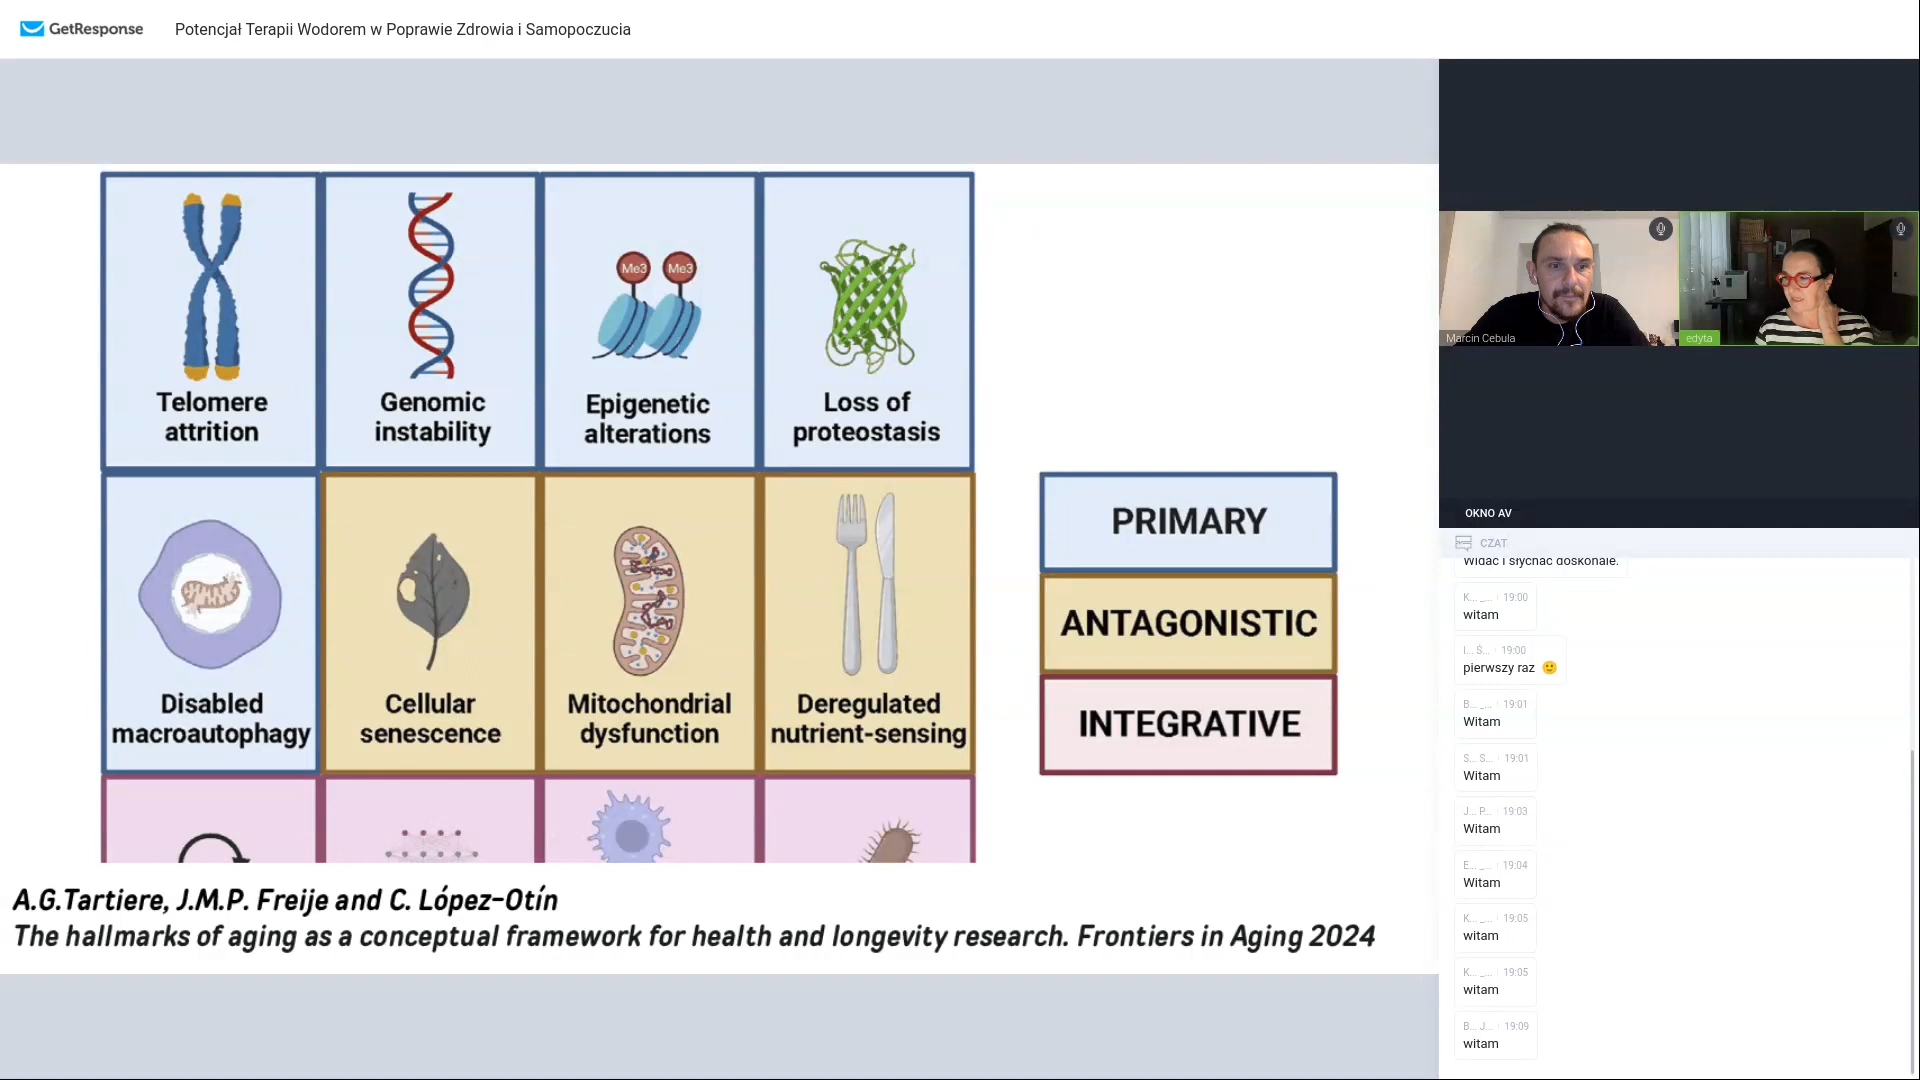 GetResponse
Potencjał Terapii Wodorem w Poprawie Zdrowia i Samopoczucia
Telomere
attrition
Genomic
instability
Me3 Me3
Epigenetic
alterations
Loss of
proteostasis
Disabled
macroautophagy
Cellular
senescence
Mitochondrial
dysfunction
Deregulated
nutrient-sensing
PRIMARY
ANTAGONISTIC
INTEGRATIVE
A.G.Tartiere, J.M.P. Freije and C. López-Otín
The hallmarks of aging as a conceptual framework for health and longevity research. Frontiers in Aging 2024
Marcin Cebula
edyta
OKNO AV
CZAT
Widać i słychać doskonale.
K... _... 19:00
witam
I... Ś... 19:00
pierwszy raz 🙂
B... _... 19:01
Witam
S... S... 19:01
Witam
J... P... 19:03
Witam
E... _... 19:04
Witam
K... _... 19:05
witam
K... _... 19:05
witam
B... J... 19:09
witam